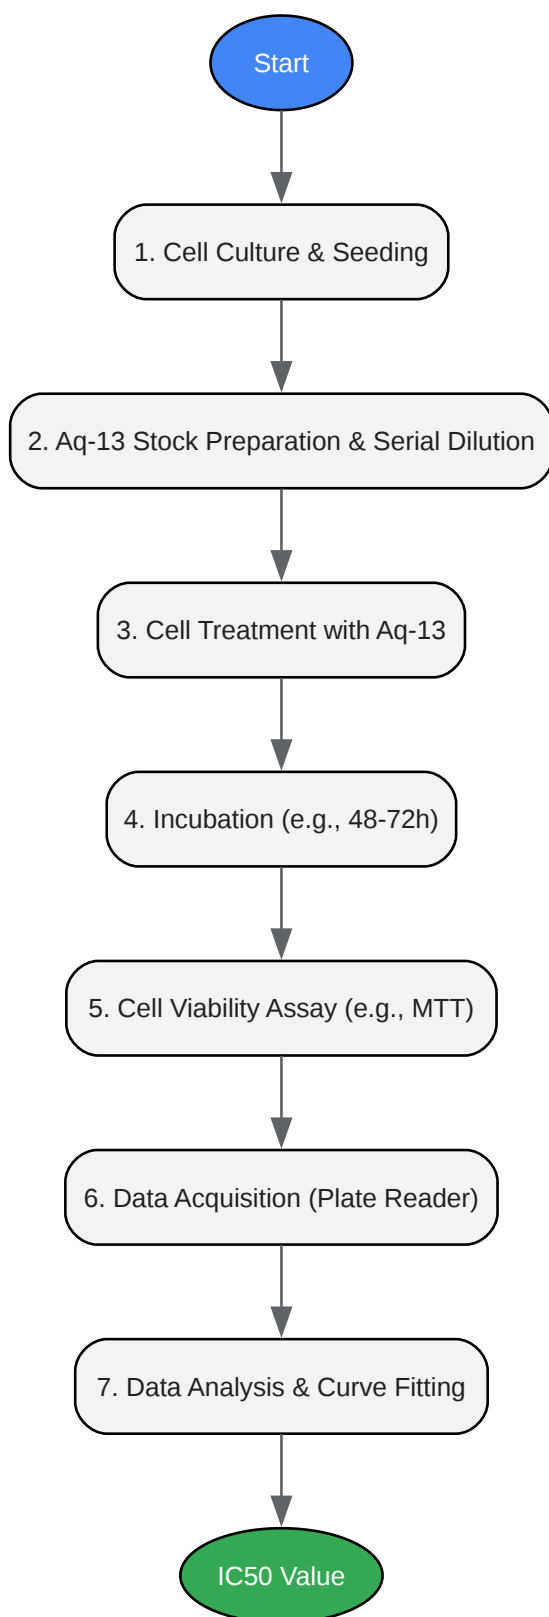 Start
1. Cell Culture & Seeding
2. Aq-13 Stock Preparation & Serial Dilution
3. Cell Treatment with Aq-13
4. Incubation (e.g., 48-72h)
5. Cell Viability Assay (e.g., MTT)
6. Data Acquisition (Plate Reader)
7. Data Analysis & Curve Fitting
IC50 Value